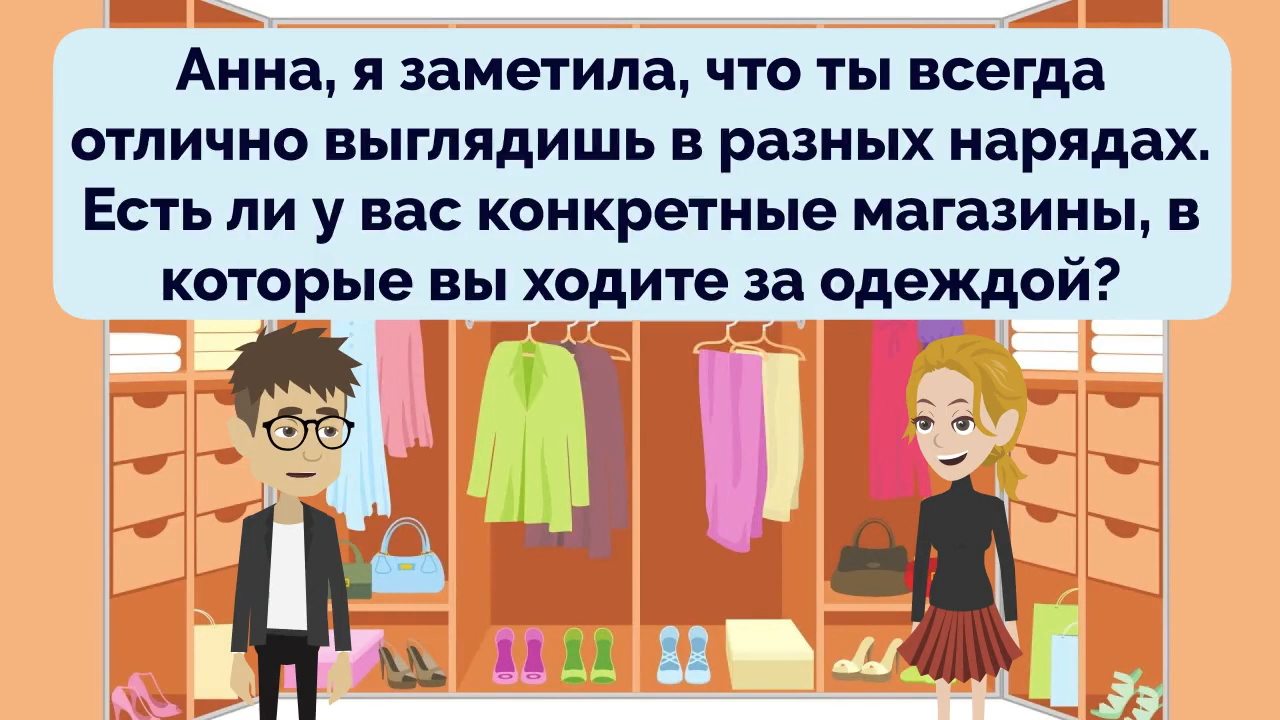 Анна, я заметила, что ты всегда
отлично выглядишь в разных нарядах.
Есть ли у вас конкретные магазины, в
которые вы ходите за одеждой?